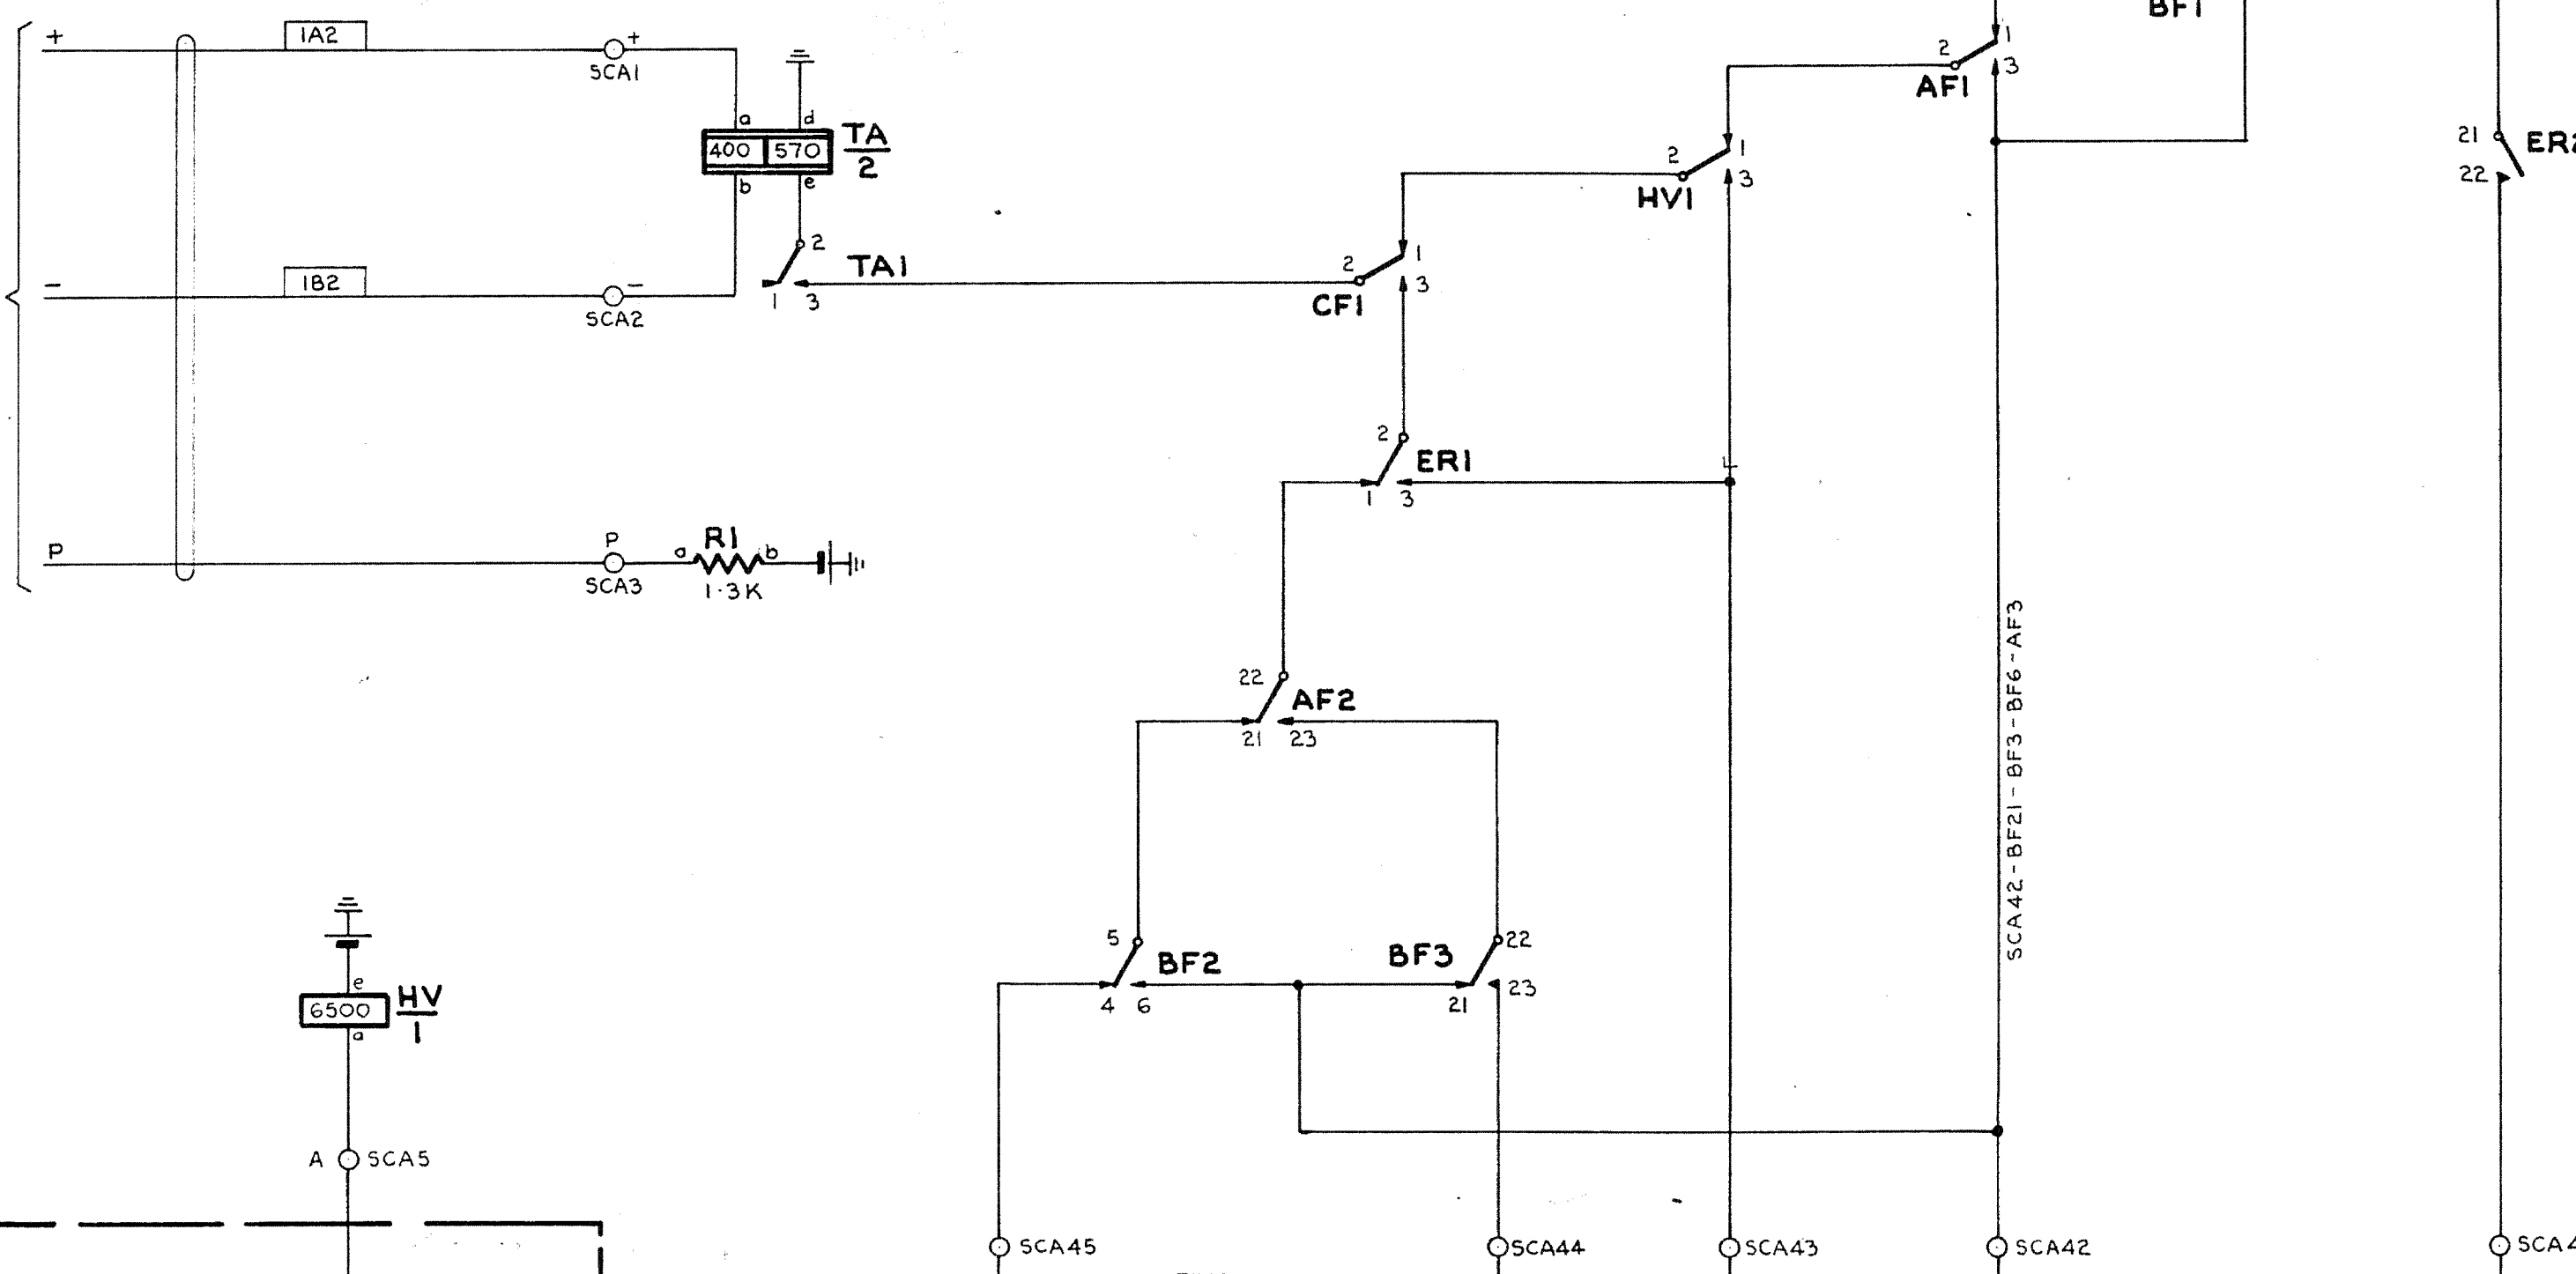 BF1
+ 1A2 + SCA1
1 2 3 AF1
a d
400 570 TA/2
b e
21 22 ER2
2 1 3 HV1
2 TA1 1 3
2 1 3 CF1
- 1B2 - SCA2
2 ER1 1 3
P P SCA3 a R1 b 1·3K
SCA42-BF21-BF3-BF6-AF3
22 AF2 21 23
5 BF2 4 6
BF3 22 21 23
e
6500 HV/1
a
A SCA5
SCA45 SCA44 SCA43 SCA42